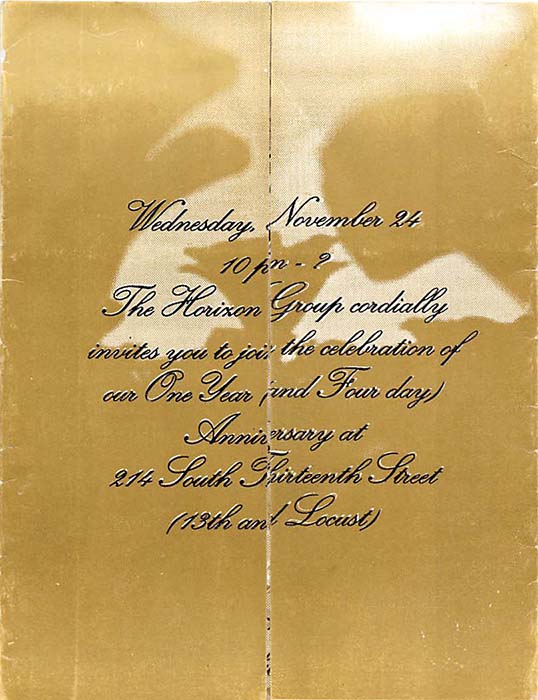 Wednesday, November 24
10 pm - ?
The Horizon Group cordially
invites you to join the celebration of
our One Year (and Four day)
Anniversary at
214 South Thirteenth Street
(13th and Locust)